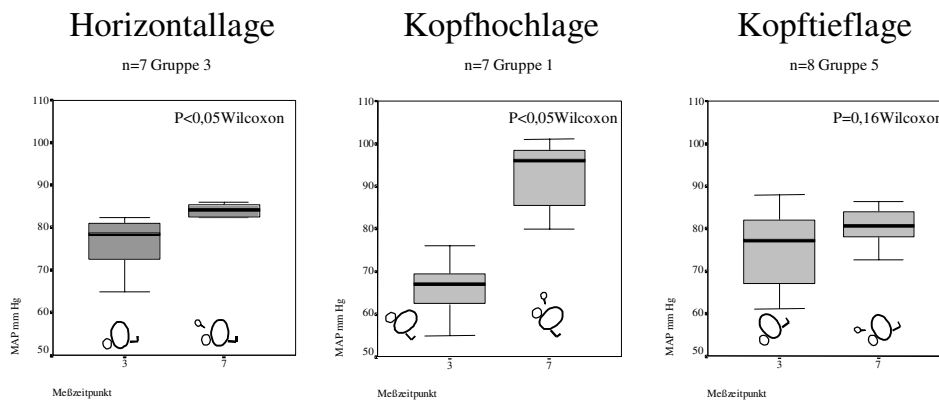 Horizontallage
n=7 Gruppe 3
110
100
90
80
70
60
50
MAP mm Hg
P<0,05Wilcoxon
3
7
Meßzeitpunkt
Kopfhochlage
n=7 Gruppe 1
110
100
90
80
70
60
50
MAP mm Hg
P<0,05Wilcoxon
3
7
Meßzeitpunkt
Kopftieflage
n=8 Gruppe 5
110
100
90
80
70
60
50
MAP mm Hg
P=0,16Wilcoxon
3
7
Meßzeitpunkt